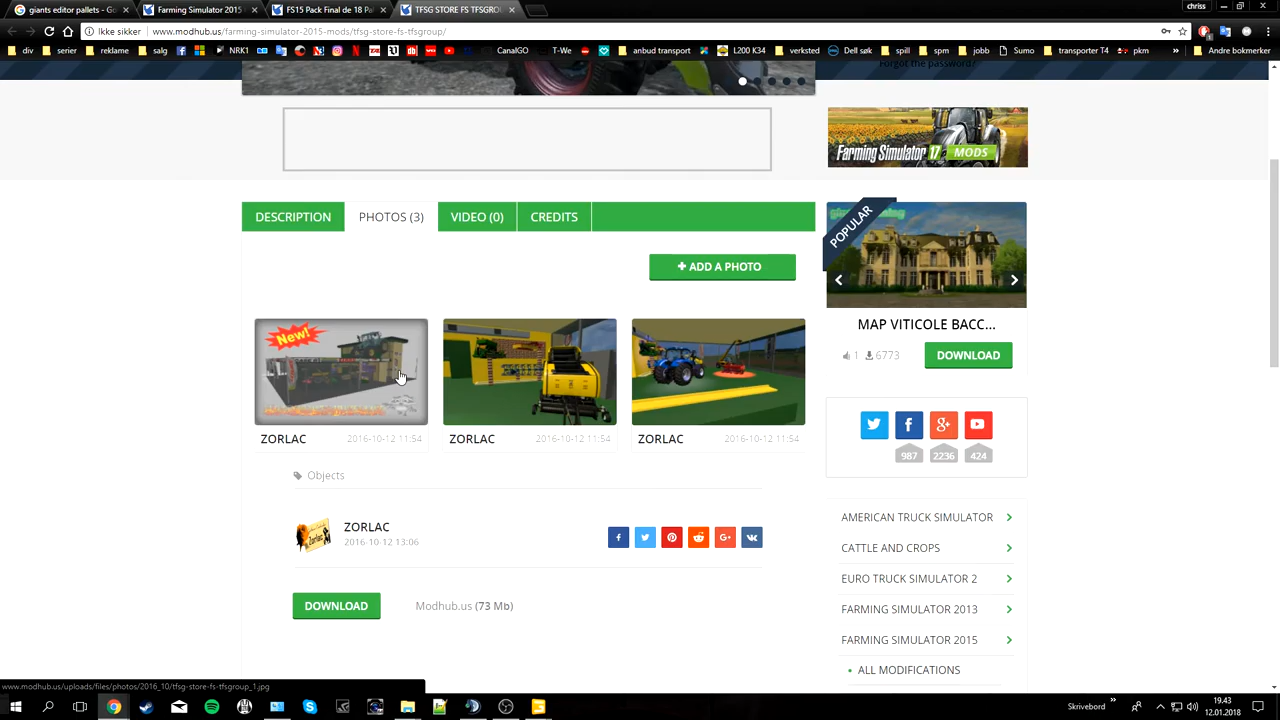 giants editor pallets - Go
Farming Simulator 2015
FS15 Pack Final de 18 Pal
TFSG STORE FS TFSGROU
chriss
Ikke sikker
www.modhub.us/farming-simulator-2015-mods/tfsg-store-fs-tfsgroup/
div
serier
reklame
salg
NRK1
CanalGO
T-We
anbud transport
L200 K34
verksted
Dell søk
spill
spm
jobb
Sumo
transporter T4
pkm
Andre bokmerker
Forgot the password?
Farming Simulator 17 MODS
DESCRIPTION
PHOTOS (3)
VIDEO (0)
CREDITS
+ ADD A PHOTO
POPULAR
New!
MAP VITICOLE BACC...
1
6773
DOWNLOAD
ZORLAC
2016-10-12 11:54
ZORLAC
2016-10-12 11:54
ZORLAC
2016-10-12 11:54
987
2236
424
Objects
ZORLAC
2016-10-12 13:06
DOWNLOAD
Modhub.us (73 Mb)
AMERICAN TRUCK SIMULATOR
CATTLE AND CROPS
EURO TRUCK SIMULATOR 2
FARMING SIMULATOR 2013
FARMING SIMULATOR 2015
ALL MODIFICATIONS
www.modhub.us/uploads/files/photos/2016_10/tfsg-store-fs-tfsgroup_1.jpg
Skrivebord
19.43
12.01.2018